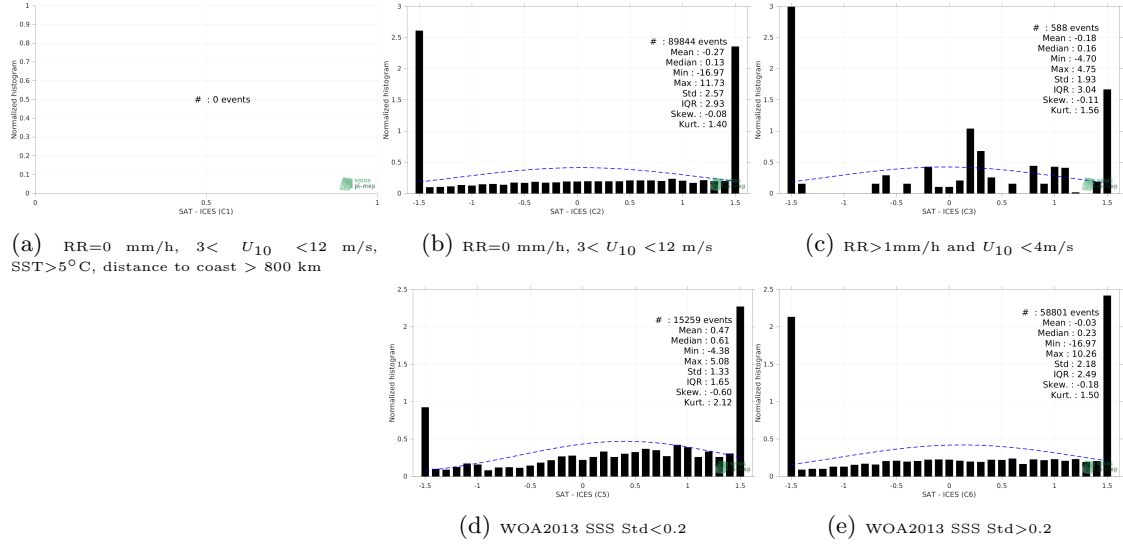 1
0.9
0.8
0.7
0.6
0.5
0.4
0.3
0.2
0.1
0
Normalized histogram
# : 0 events
smos
pi-mep
0 0.5 1
SAT - ICES (C1)
(a) RR=0 mm/h, 3< U10 <12 m/s,
SST>5°C, distance to coast > 800 km
3
2.5
2
1.5
1
0.5
0
Normalized histogram
# : 89844 events
Mean : -0.27
Median : 0.13
Min : -16.97
Max : 11.73
Std : 2.57
IQR : 2.93
Skew. : -0.08
Kurt. : 1.40
smos
pi-mep
-1.5 -1 -0.5 0 0.5 1 1.5
SAT - ICES (C2)
(b) RR=0 mm/h, 3< U10 <12 m/s
3
2.5
2
1.5
1
0.5
0
Normalized histogram
# : 588 events
Mean : -0.18
Median : 0.16
Min : -4.70
Max : 4.75
Std : 1.93
IQR : 3.04
Skew. : -0.11
Kurt. : 1.56
-1.5 -1 -0.5 0 0.5 1 1.5
SAT - ICES (C3)
(c) RR>1mm/h and U10 <4m/s
2.5
2
1.5
1
0.5
0
Normalized histogram
# : 15259 events
Mean : 0.47
Median : 0.61
Min : -4.38
Max : 5.08
Std : 1.33
IQR : 1.65
Skew. : -0.60
Kurt. : 2.12
-1.5 -1 -0.5 0 0.5 1 1.5
SAT - ICES (C5)
(d) WOA2013 SSS Std<0.2
2.5
2
1.5
1
0.5
0
Normalized histogram
# : 58801 events
Mean : -0.03
Median : 0.23
Min : -16.97
Max : 10.26
Std : 2.18
IQR : 2.49
Skew. : -0.18
Kurt. : 1.50
-1.5 -1 -0.5 0 0.5 1 1.5
SAT - ICES (C6)
(e) WOA2013 SSS Std>0.2